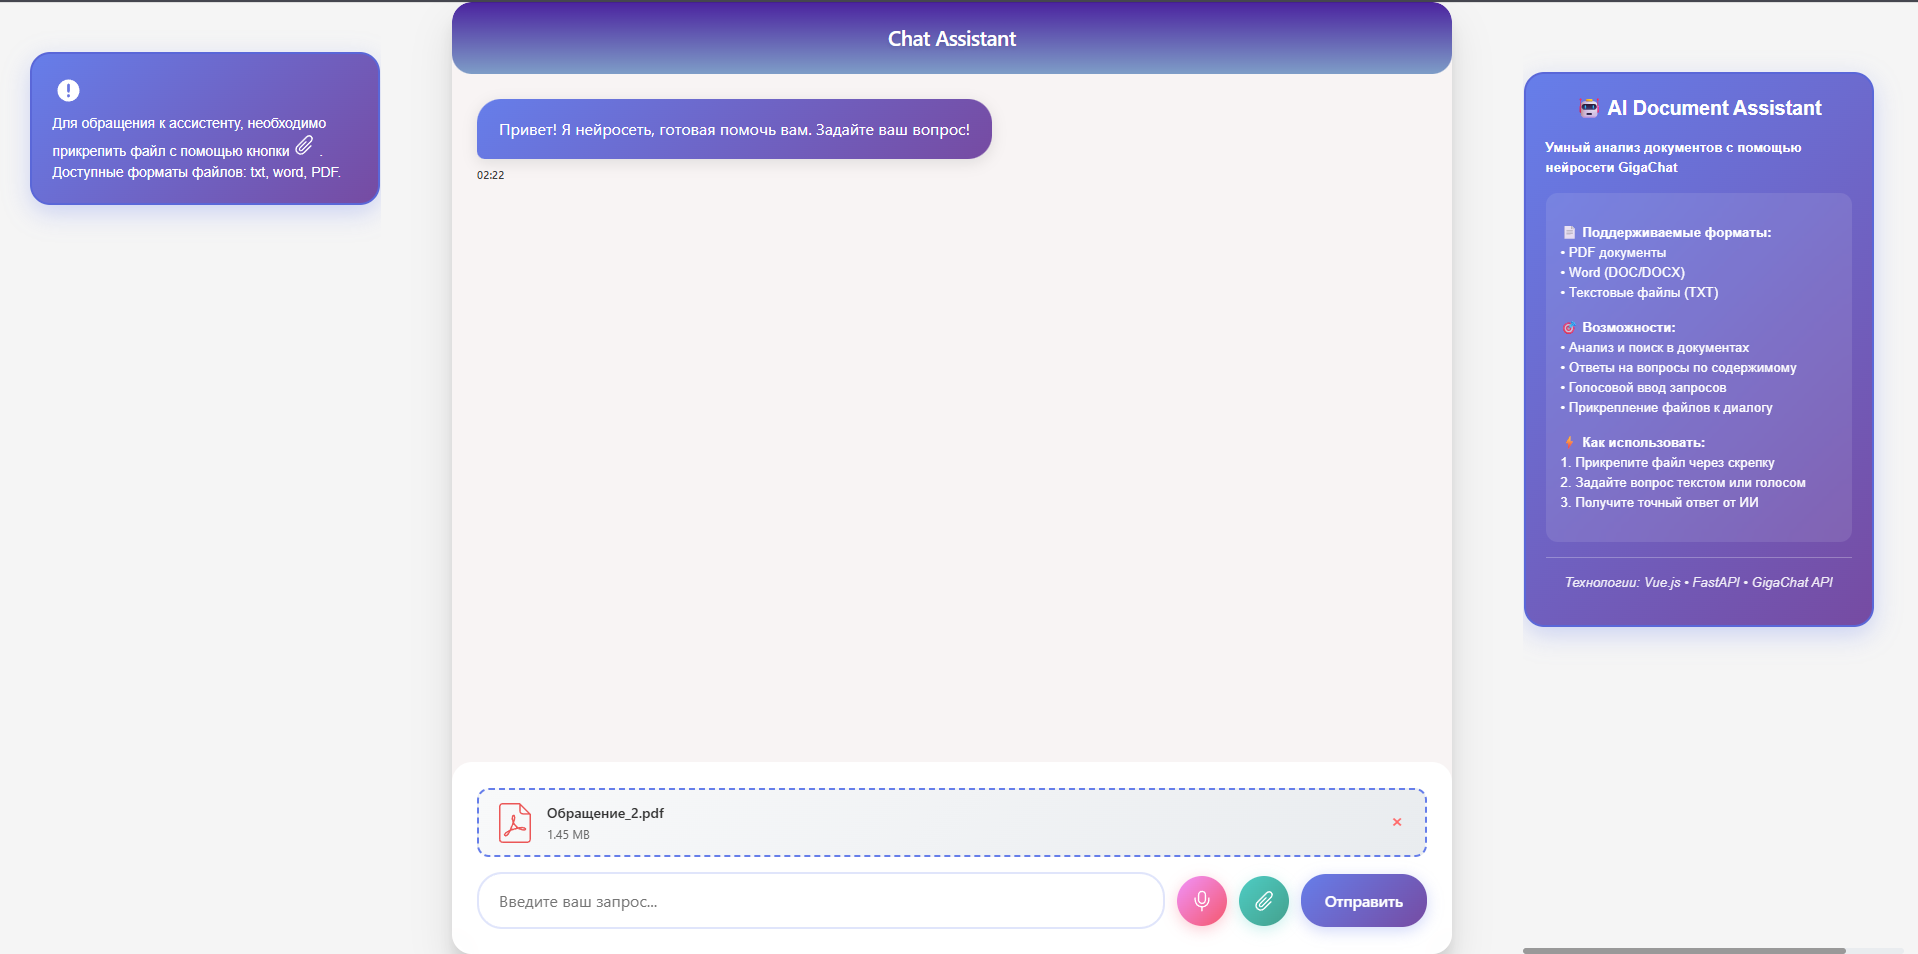 Chat Assistant
Для обращения к ассистенту, необходимо
прикрепить файл с помощью кнопки .
Доступные форматы файлов: txt, word, PDF.
Привет! Я нейросеть, готовая помочь вам. Задайте ваш вопрос!
02:22
AI Document Assistant
Умный анализ документов с помощью
нейросети GigaChat
Поддерживаемые форматы:
• PDF документы
• Word (DOC/DOCX)
• Текстовые файлы (TXT)
Возможности:
• Анализ и поиск в документах
• Ответы на вопросы по содержимому
• Голосовой ввод запросов
• Прикрепление файлов к диалогу
Как использовать:
1. Прикрепите файл через скрепку
2. Задайте вопрос текстом или голосом
3. Получите точный ответ от ИИ
Технологии: Vue.js • FastAPI • GigaChat API
Обращение_2.pdf
1.45 MB
Введите ваш запрос...
Отправить